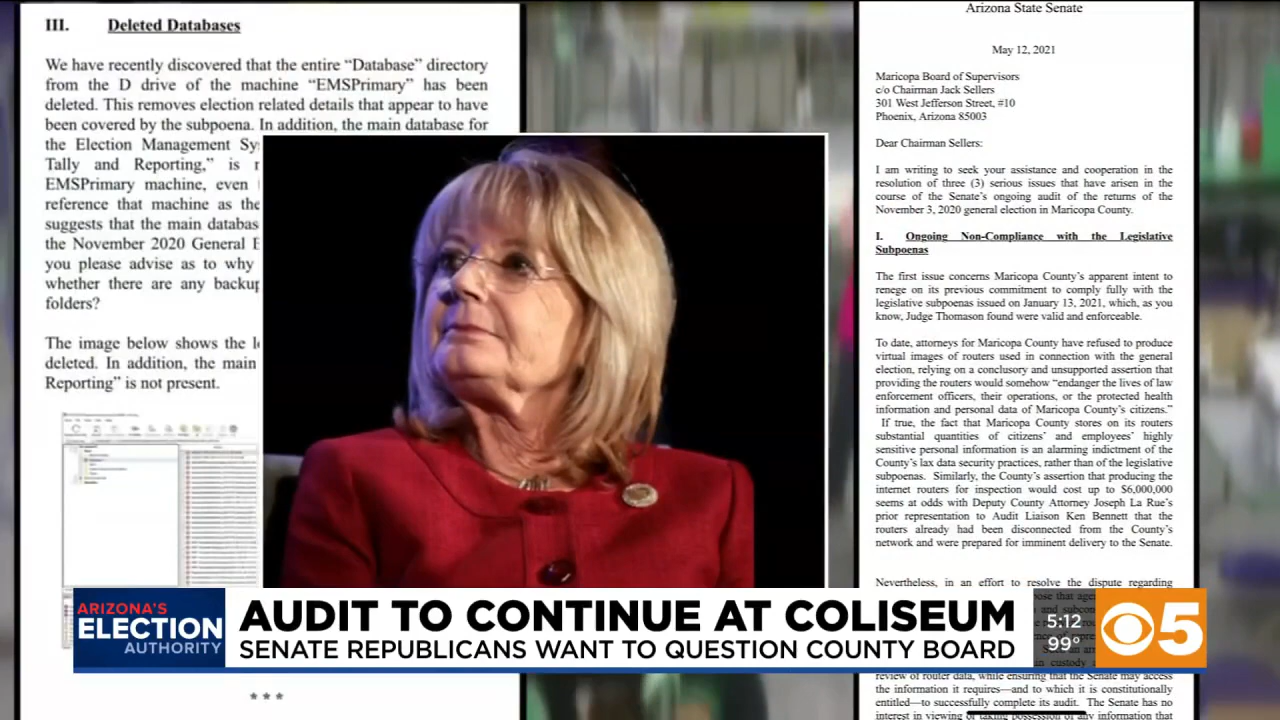 III. Deleted Databases
We have recently discovered that the entire “Database” directory
from the D drive of the machine “EMSPrimary” has been
deleted. This removes election related details that appear to have
been covered by the subpoena. In addition, the main database for
the Election Management Sy
Tally and Reporting,” is
EMSPrimary machine, even
reference that machine as the
suggests that the main databas
the November 2020 General E
you please advise as to why
whether there are any backup
folders?
The image below shows the
deleted. In addition, the main
Reporting” is not present.
***
Arizona State Senate
May 12, 2021
Maricopa Board of Supervisors
c/o Chairman Jack Sellers
301 West Jefferson Street, #10
Phoenix, Arizona 85003
Dear Chairman Sellers:
I am writing to seek your assistance and cooperation in the
resolution of three (3) serious issues that have arisen in the
course of the Senate’s ongoing audit of the returns of the
November 3, 2020 general election in Maricopa County.
I. Ongoing Non-Compliance with the Legislative
Subpoenas
The first issue concerns Maricopa County’s apparent intent to
renege on its previous commitment to comply fully with the
legislative subpoenas issued on January 13, 2021, which, as you
know, Judge Thomason found were valid and enforceable.
To date, attorneys for Maricopa County have refused to produce
virtual images of routers used in connection with the general
election, relying on a conclusory and unsupported assertion that
providing the routers would somehow “endanger the lives of law
enforcement officers, their operations, or the protected health
information and personal data of Maricopa County’s citizens.”
If true, the fact that Maricopa County stores on its routers
substantial quantities of citizens’ and employees’ highly
sensitive personal information is an alarming indictment of the
County’s lax data security practices, rather than of the legislative
subpoenas. Similarly, the County’s assertion that producing the
internet routers for inspection would cost up to $6,000,000
seems at odds with Deputy County Attorney Joseph La Rue’s
prior representation to Audit Liaison Ken Bennett that the
routers already had been disconnected from the County’s
network and were prepared for imminent delivery to the Senate.
Nevertheless, in an effort to resolve the dispute regarding
review of router data, while ensuring that the Senate may access
the information it requires—and to which it is constitutionally
entitled—to successfully complete its audit. The Senate has no
interest in viewing or taking possession of any information that
ARIZONA'S
ELECTION
AUTHORITY
AUDIT TO CONTINUE AT COLISEUM
SENATE REPUBLICANS WANT TO QUESTION COUNTY BOARD
5:12
99°
5